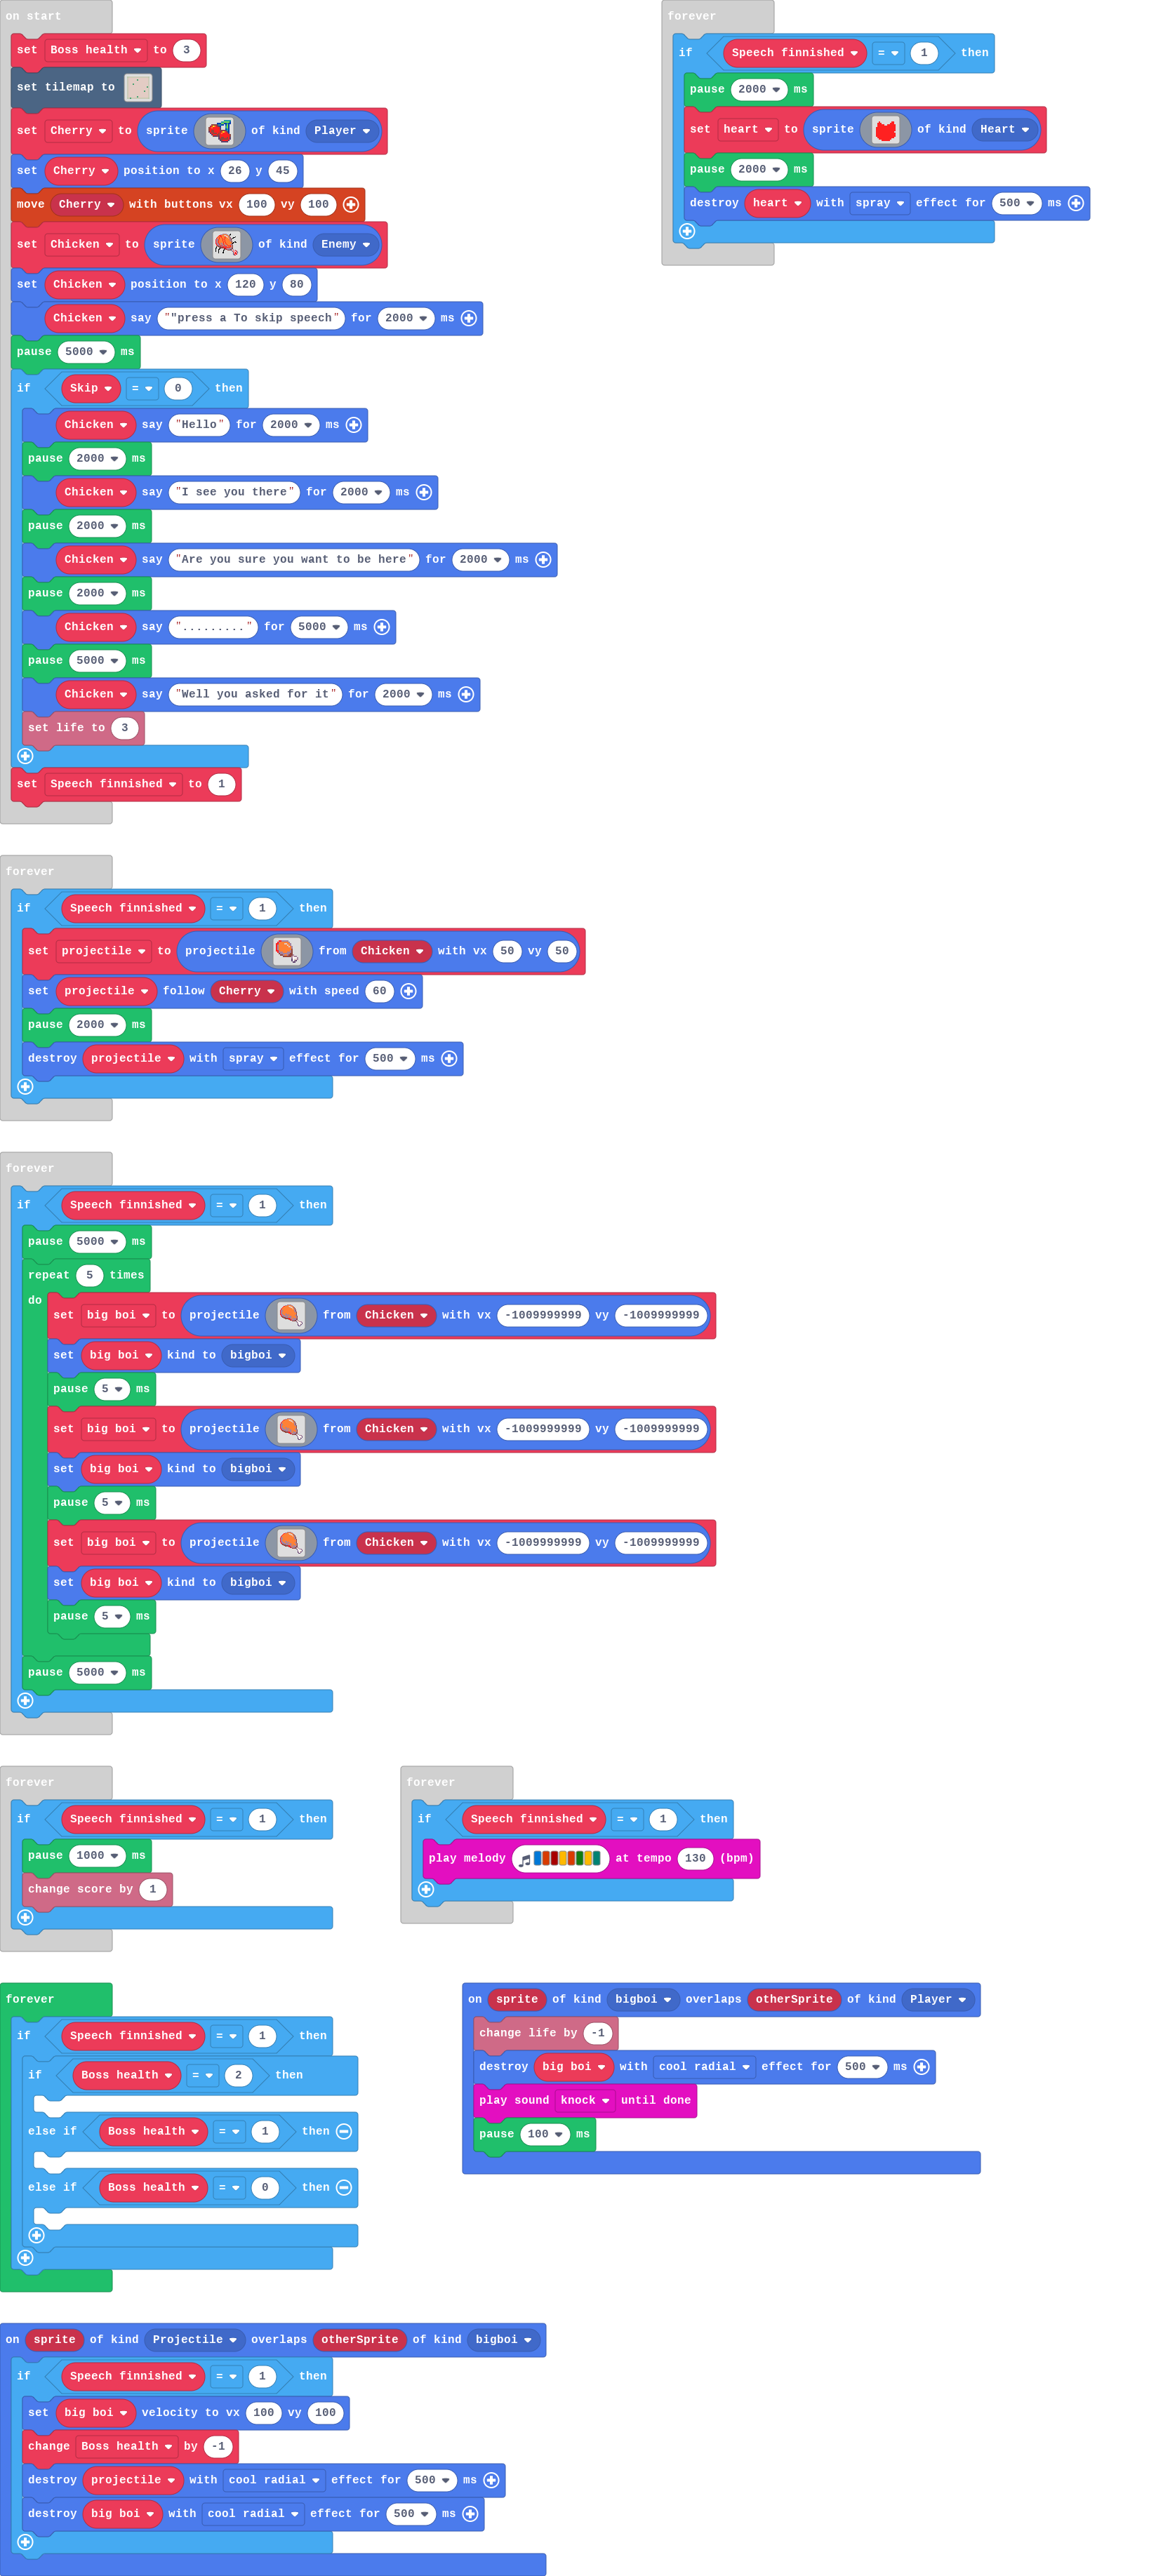 on start
set Boss health to 3
set tilemap to
set Cherry to sprite of kind Player
set Cherry position to x 26 y 45
move Cherry with buttons vx 100 vy 100
set Chicken to sprite of kind Enemy
set Chicken position to x 120 y 80
Chicken say ""press a To skip speech" for 2000 ms
pause 5000 ms
if Skip = 0 then
Chicken say "Hello" for 2000 ms
pause 2000 ms
Chicken say "I see you there" for 2000 ms
pause 2000 ms
Chicken say "Are you sure you want to be here" for 2000 ms
pause 2000 ms
Chicken say "........." for 5000 ms
pause 5000 ms
Chicken say "Well you asked for it" for 2000 ms
set life to 3
set Speech finnished to 1
forever
if Speech finnished = 1 then
pause 2000 ms
set heart to sprite of kind Heart
pause 2000 ms
destroy heart with spray effect for 500 ms
forever
if Speech finnished = 1 then
set projectile to projectile from Chicken with vx 50 vy 50
set projectile follow Cherry with speed 60
pause 2000 ms
destroy projectile with spray effect for 500 ms
forever
if Speech finnished = 1 then
pause 5000 ms
repeat 5 times
do set big boi to projectile from Chicken with vx -1009999999 vy -1009999999
set big boi kind to bigboi
pause 5 ms
set big boi to projectile from Chicken with vx -1009999999 vy -1009999999
set big boi kind to bigboi
pause 5 ms
set big boi to projectile from Chicken with vx -1009999999 vy -1009999999
set big boi kind to bigboi
pause 5 ms
pause 5000 ms
forever
if Speech finnished = 1 then
pause 1000 ms
change score by 1
forever
if Speech finnished = 1 then
play melody at tempo 130 (bpm)
forever
if Speech finnished = 1 then
if Boss health = 2 then
else if Boss health = 1 then
else if Boss health = 0 then
on sprite of kind bigboi overlaps otherSprite of kind Player
change life by -1
destroy big boi with cool radial effect for 500 ms
play sound knock until done
pause 100 ms
on sprite of kind Projectile overlaps otherSprite of kind bigboi
if Speech finnished = 1 then
set big boi velocity to vx 100 vy 100
change Boss health by -1
destroy projectile with cool radial effect for 500 ms
destroy big boi with cool radial effect for 500 ms